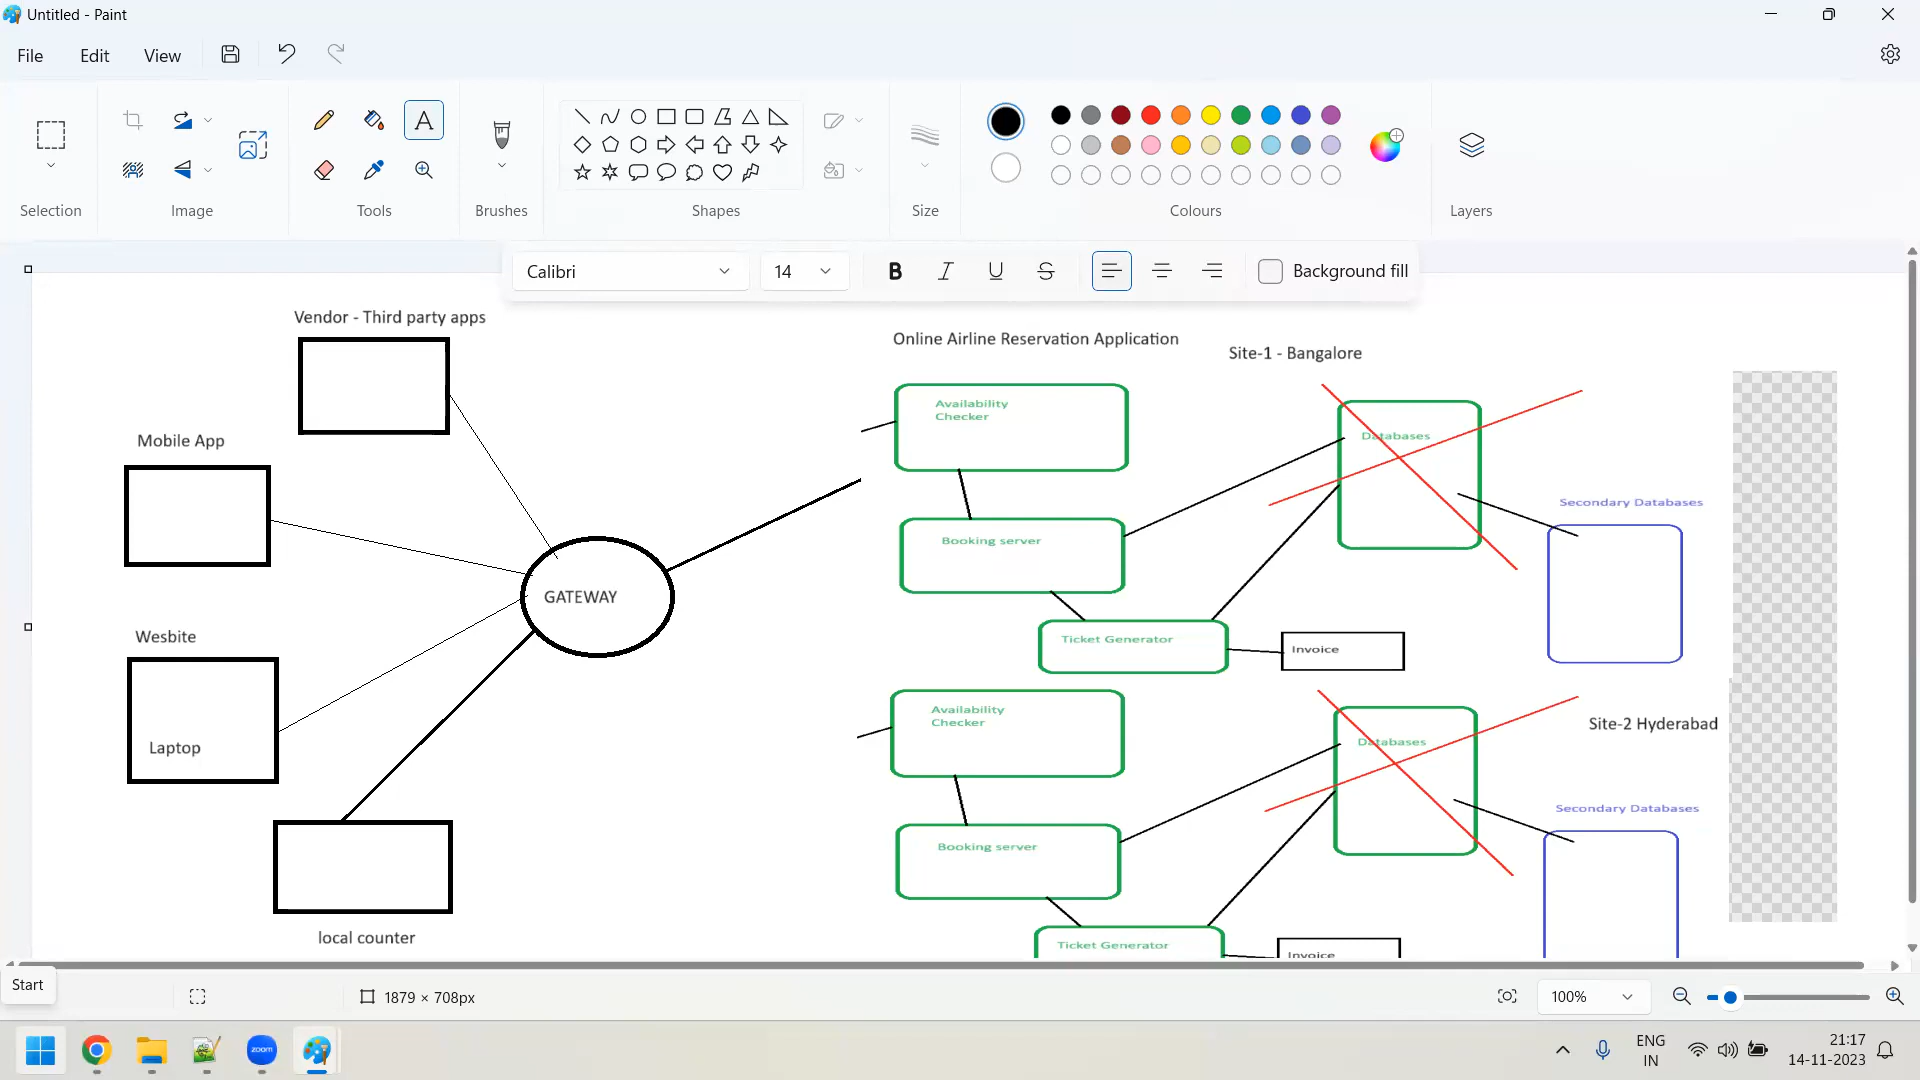 Untitled - Paint
File Edit View
Selection Image Tools Brushes Shapes Size Colours Layers
Calibri 14 B I U S Background fill
Vendor - Third party apps
Online Airline Reservation Application
Site-1 - Bangalore
Availability
Checker
Databases
Mobile App
Secondary Databases
Booking server
GATEWAY
Wesbite
Ticket Generator
Invoice
Availability
Checker
Site-2 Hyderabad
Databases
Laptop
Secondary Databases
Booking server
local counter
Ticket Generator
Invoice
Start
1879 × 708px
100%
zoom
ENG
IN
21:17
14-11-2023